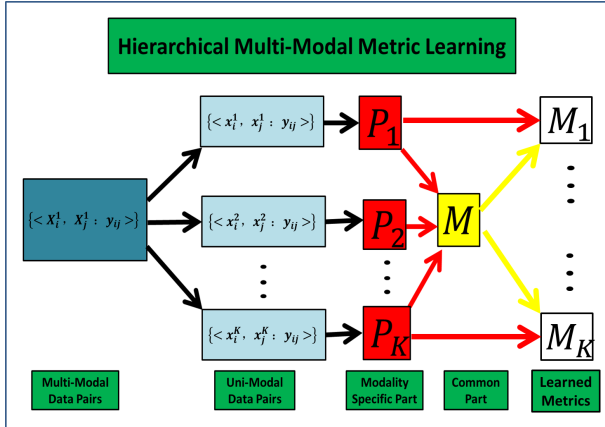 Hierarchical Multi-Modal Metric Learning
{< x_i^1, x_j^1 : y_ij >}
P_1
M_1
{< X_i^1, X_j^1 : y_ij >}
{< x_i^2, x_j^2 : y_ij >}
P_2
M
{< x_i^K, x_j^K : y_ij >}
P_K
M_K
Multi-Modal
Data Pairs
Uni-Modal
Data Pairs
Modality
Specific Part
Common
Part
Learned
Metrics